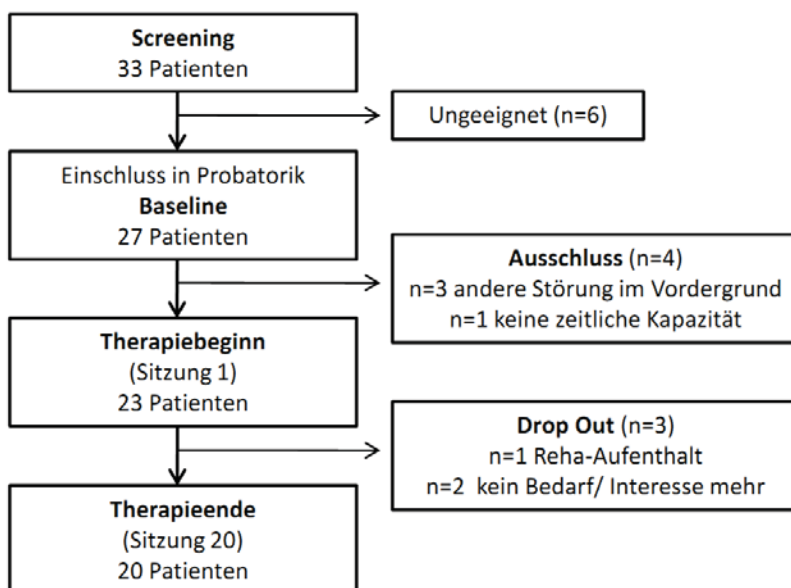 Screening
33 Patienten
Ungeeignet (n=6)
Einschluss in Probatorik
Baseline
27 Patienten
Ausschluss (n=4)
n=3 andere Störung im Vordergrund
n=1 keine zeitliche Kapazität
Therapiebeginn
(Sitzung 1)
23 Patienten
Drop Out (n=3)
n=1 Reha-Aufenthalt
n=2 kein Bedarf/ Interesse mehr
Therapieende
(Sitzung 20)
20 Patienten